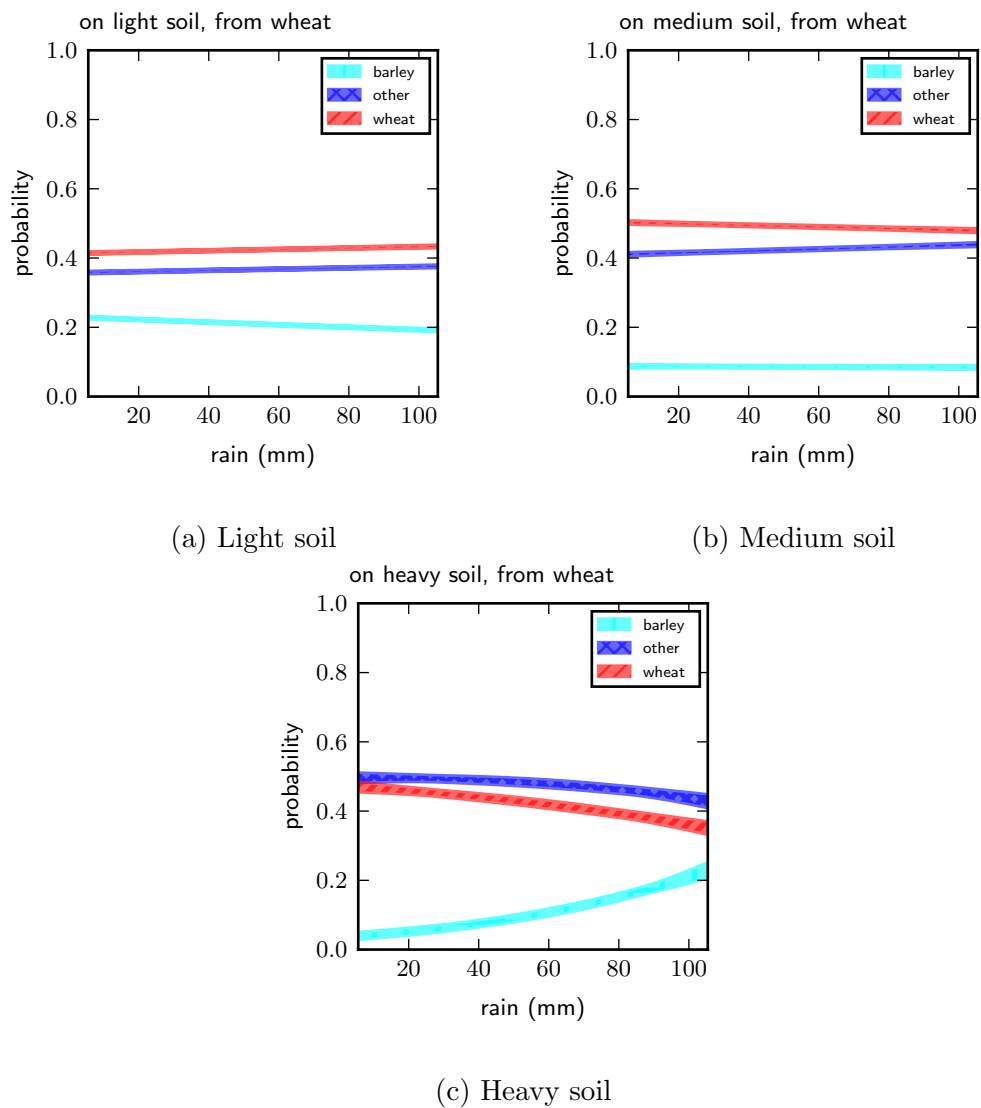 on light soil, from wheat
1.0
0.8
0.6
0.4
0.2
0.0
probability
barley
other
wheat
20 40 60 80 100
rain (mm)
(a) Light soil
on medium soil, from wheat
1.0
0.8
0.6
0.4
0.2
0.0
probability
barley
other
wheat
20 40 60 80 100
rain (mm)
(b) Medium soil
on heavy soil, from wheat
1.0
0.8
0.6
0.4
0.2
0.0
probability
barley
other
wheat
20 40 60 80 100
rain (mm)
(c) Heavy soil